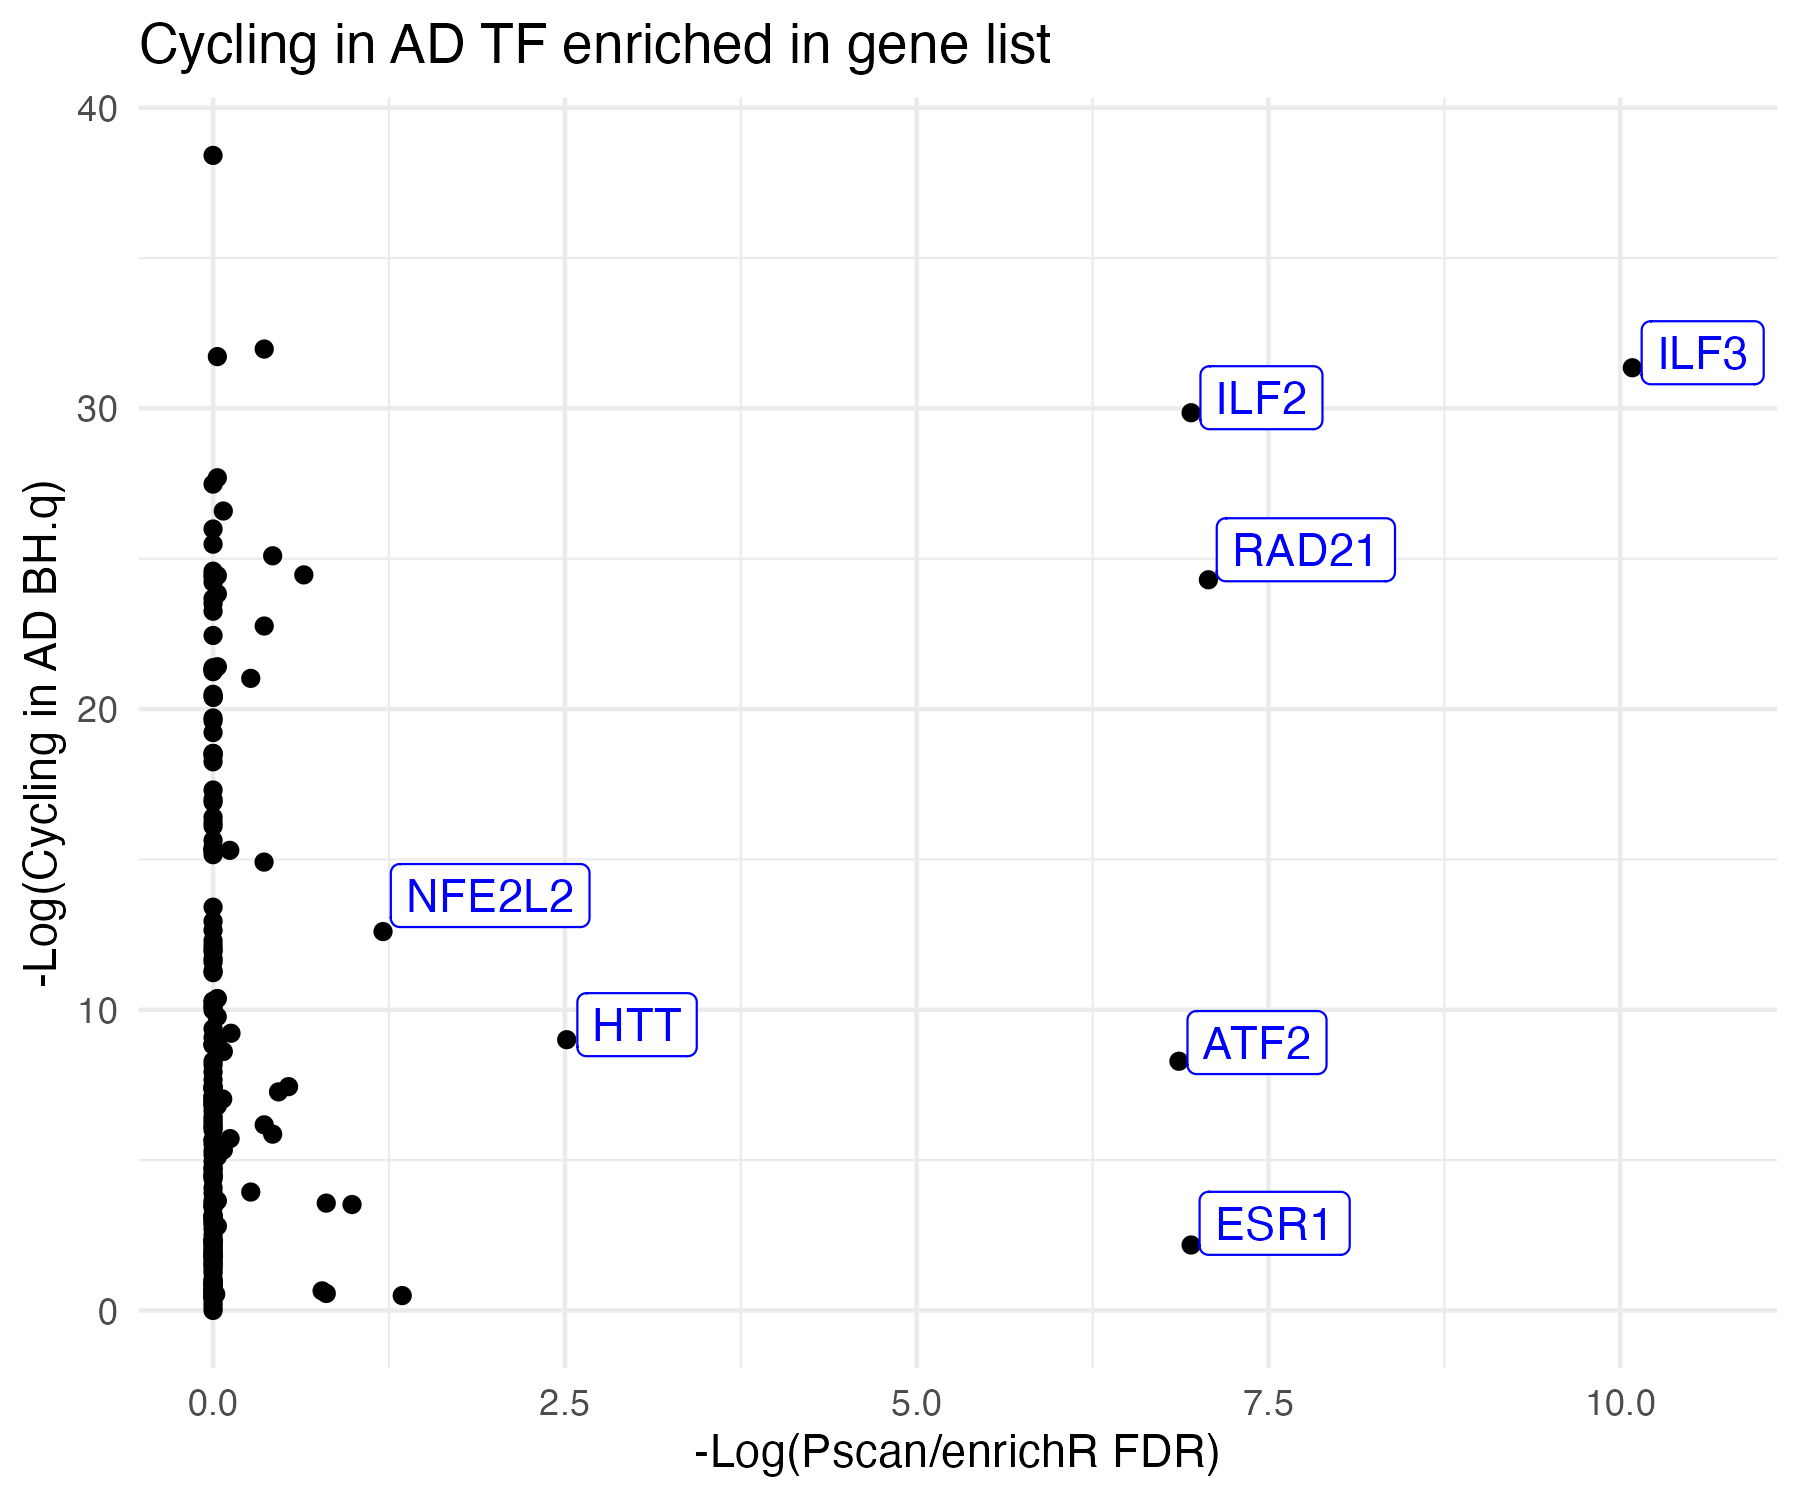 Cycling in AD TF enriched in gene list
40
30
20
10
0
-Log(Cycling in AD BH.q)
ILF3
ILF2
RAD21
NFE2L2
HTT
ATF2
ESR1
0.0 2.5 5.0 7.5 10.0
-Log(Pscan/enrichR FDR)